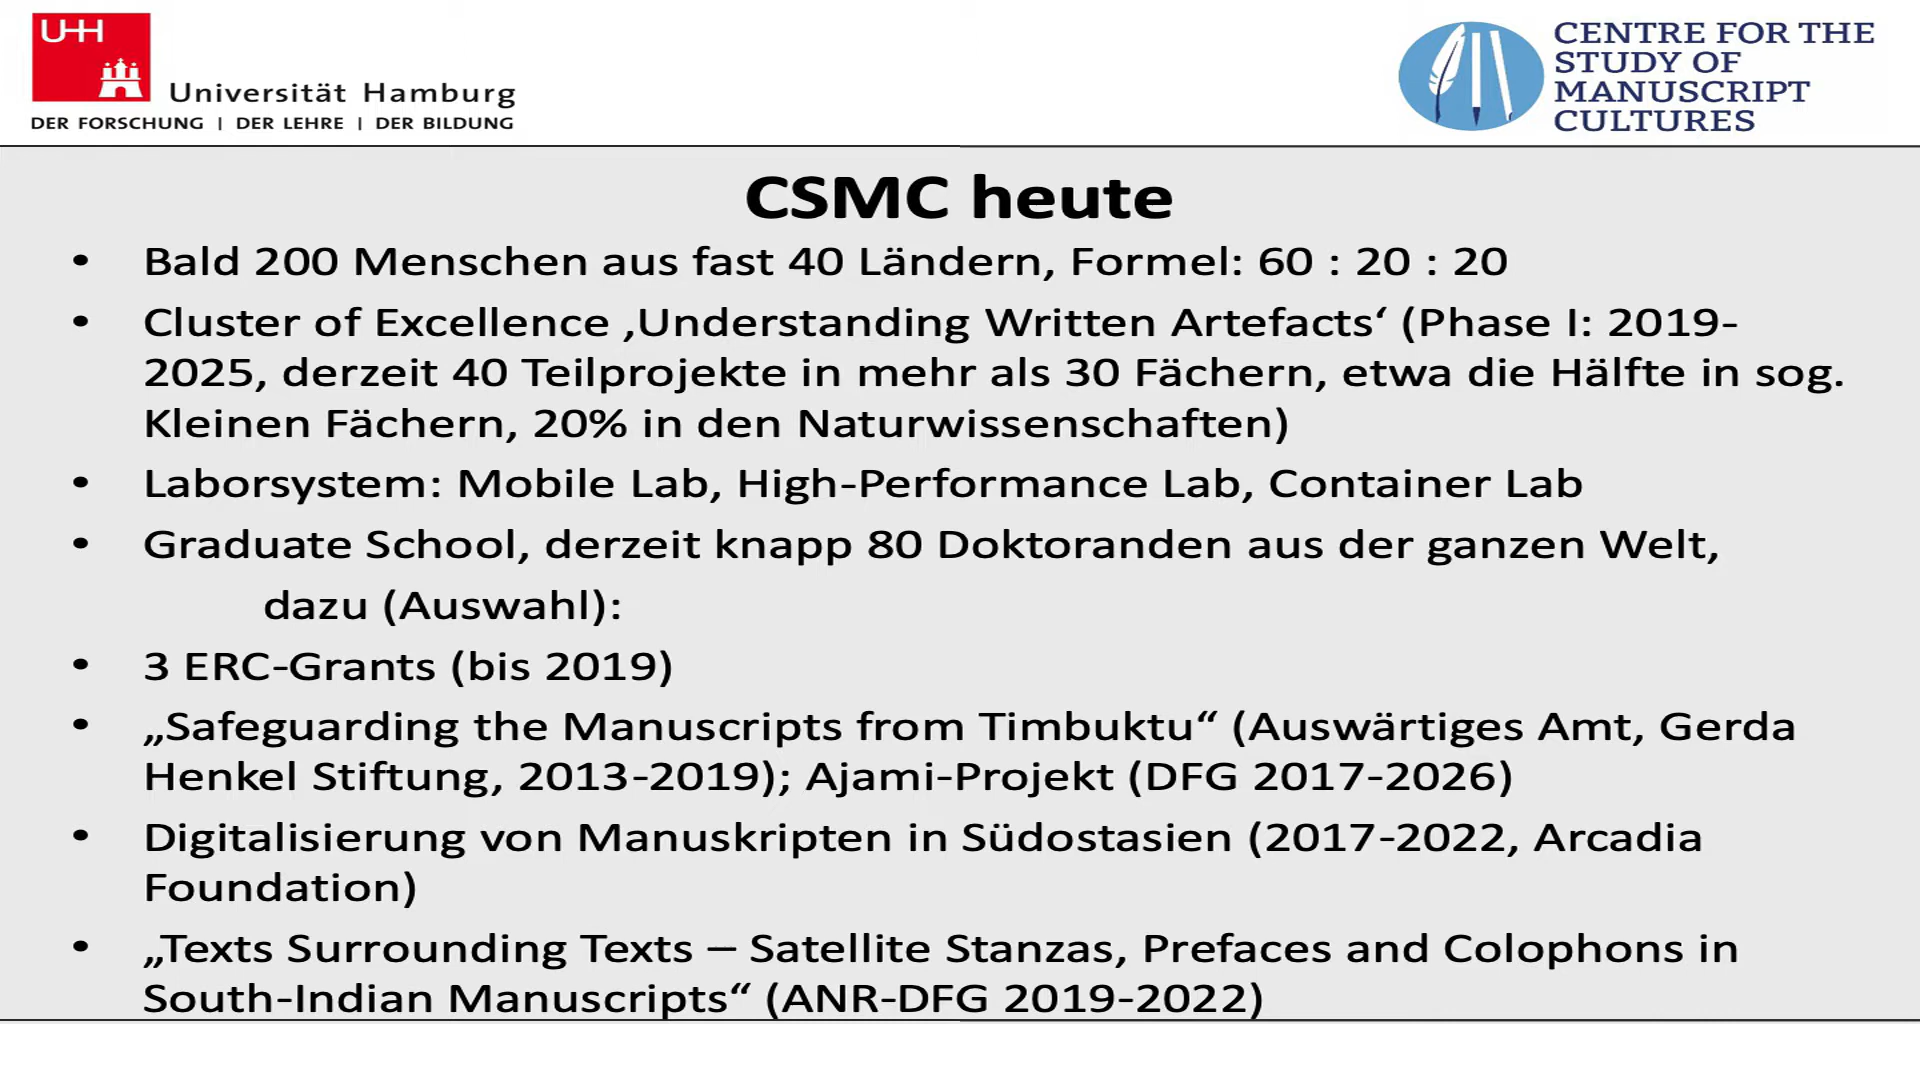 UHH
Universität Hamburg
DER FORSCHUNG | DER LEHRE | DER BILDUNG
CENTRE FOR THE
STUDY OF
MANUSCRIPT
CULTURES
CSMC heute
• Bald 200 Menschen aus fast 40 Ländern, Formel: 60 : 20 : 20
• Cluster of Excellence ‚Understanding Written Artefacts‘ (Phase I: 2019-
2025, derzeit 40 Teilprojekte in mehr als 30 Fächern, etwa die Hälfte in sog.
Kleinen Fächern, 20% in den Naturwissenschaften)
• Laborsystem: Mobile Lab, High-Performance Lab, Container Lab
• Graduate School, derzeit knapp 80 Doktoranden aus der ganzen Welt,
dazu (Auswahl):
• 3 ERC-Grants (bis 2019)
• „Safeguarding the Manuscripts from Timbuktu“ (Auswärtiges Amt, Gerda
Henkel Stiftung, 2013-2019); Ajami-Projekt (DFG 2017-2026)
• Digitalisierung von Manuskripten in Südostasien (2017-2022, Arcadia
Foundation)
• „Texts Surrounding Texts – Satellite Stanzas, Prefaces and Colophons in
South-Indian Manuscripts“ (ANR-DFG 2019-2022)